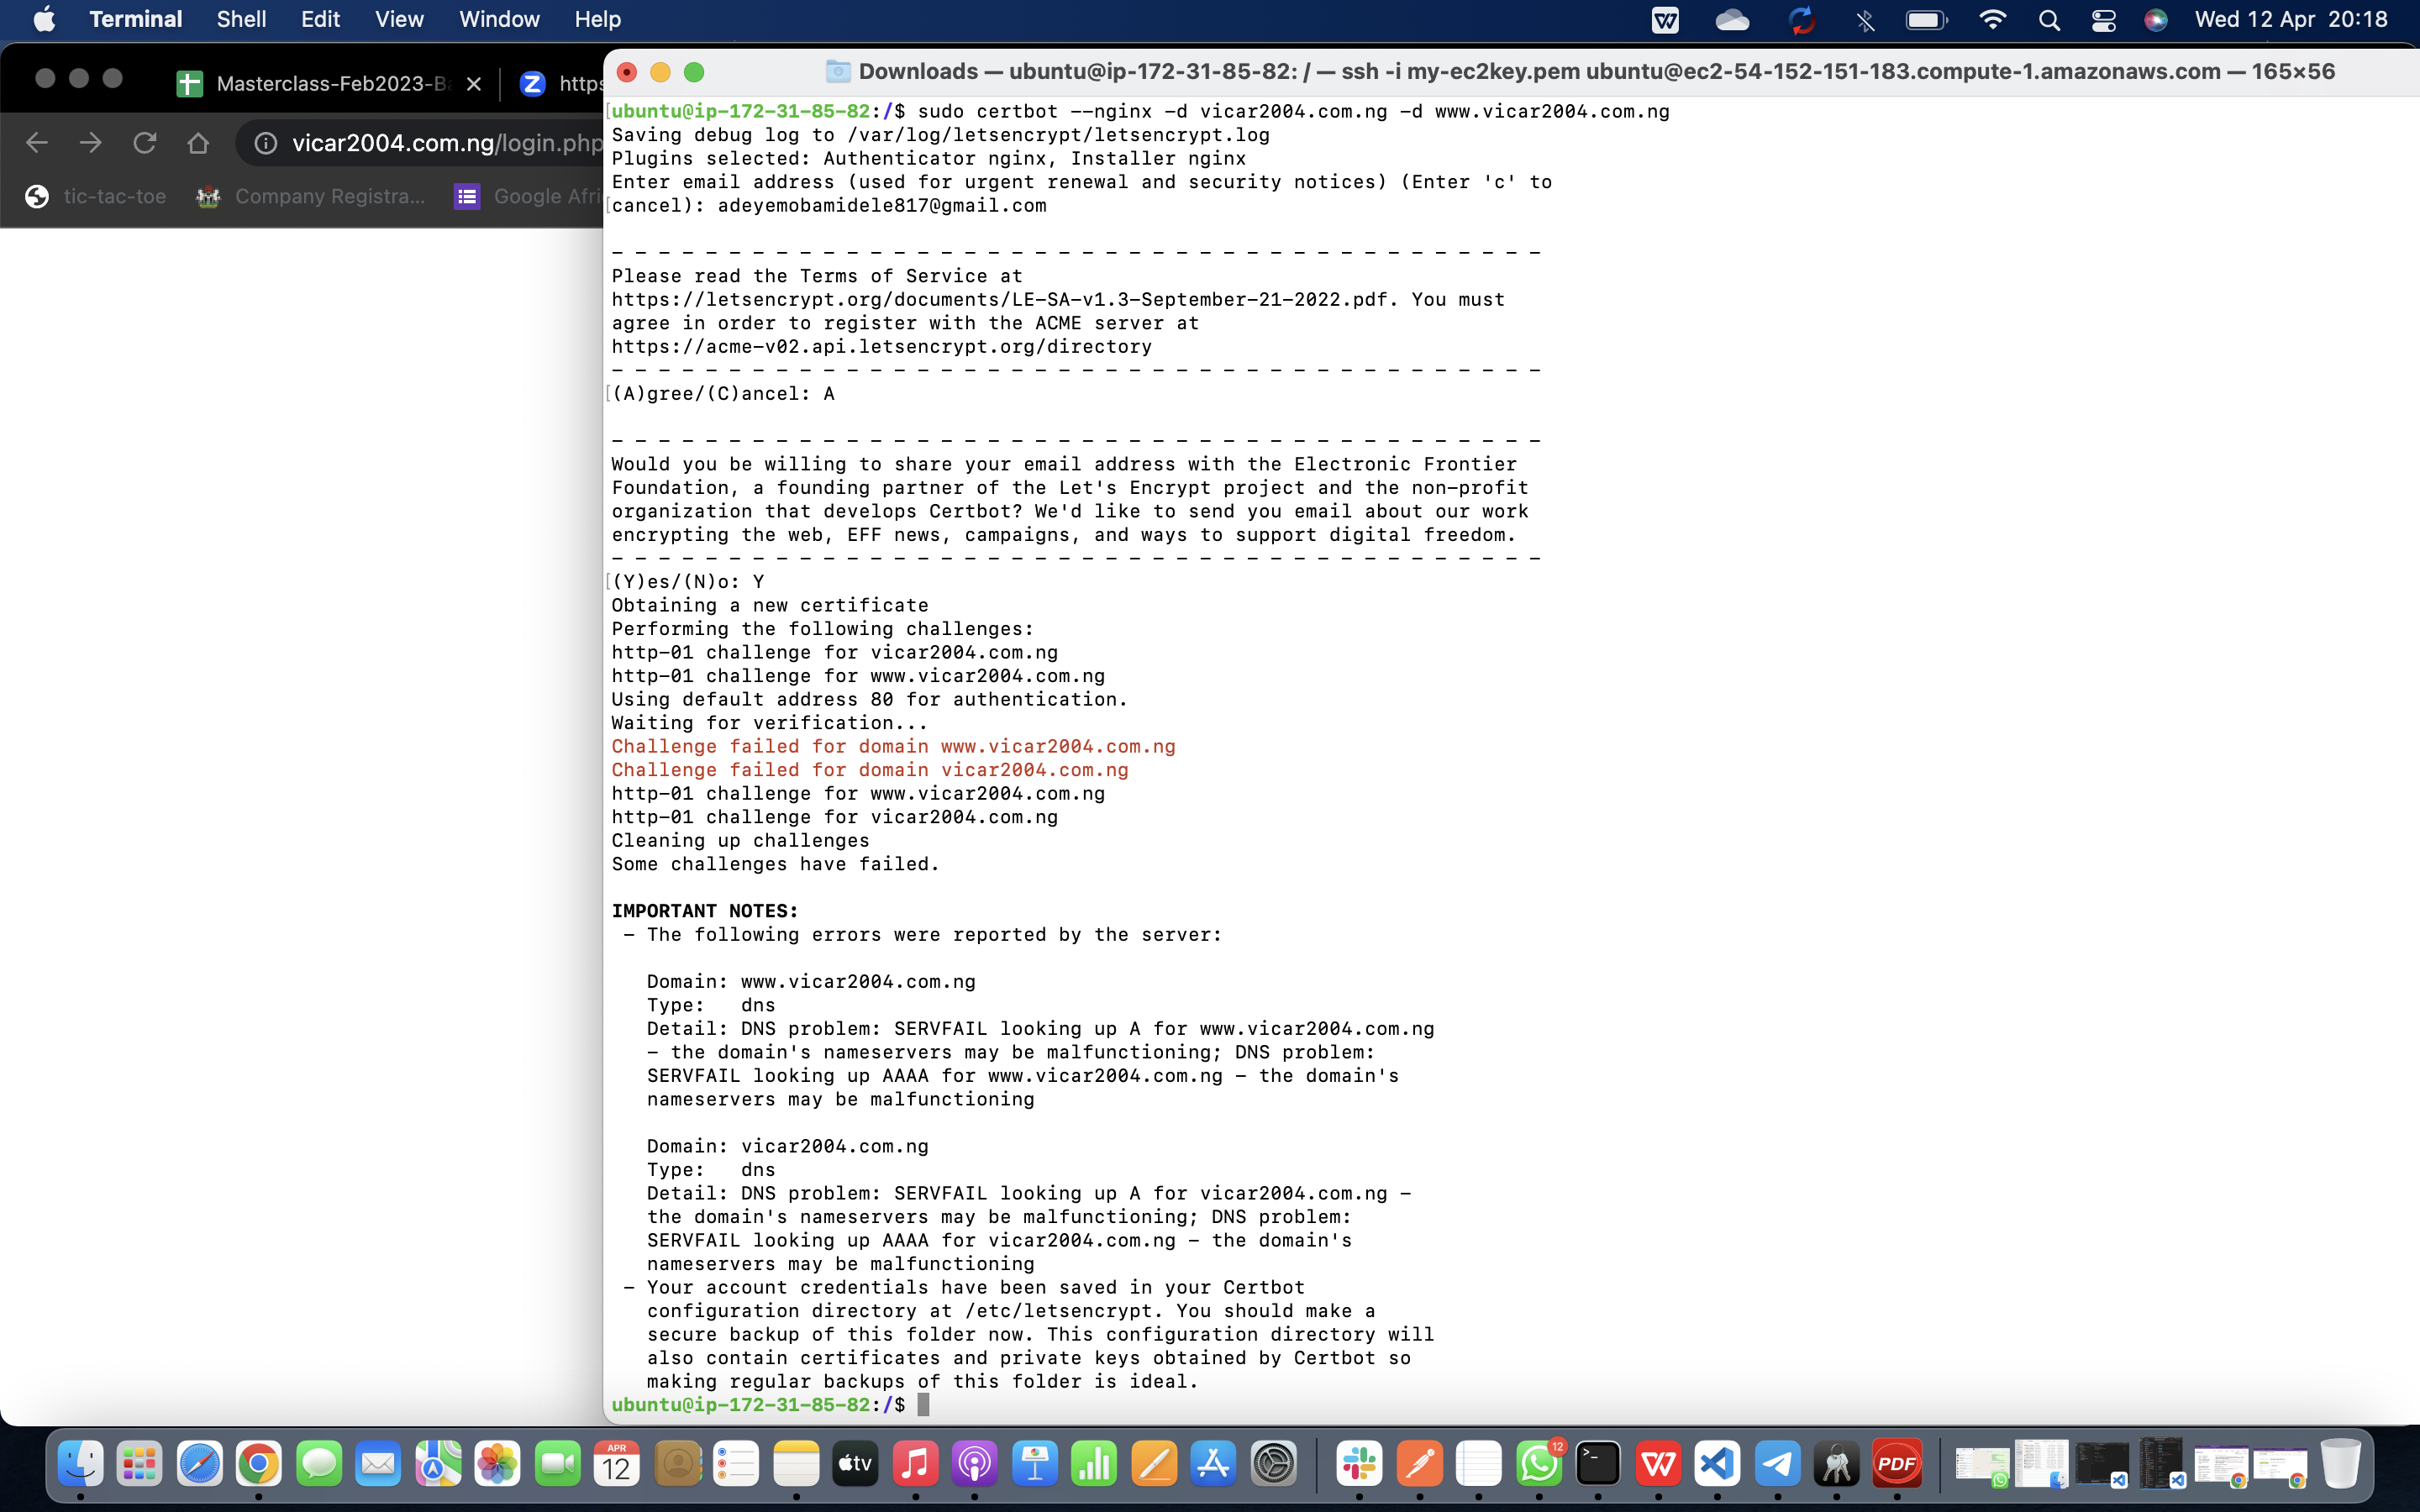 Terminal Shell Edit View Window Help Wed 12 Apr 20:18
Masterclass-Feb2023-Ba https
Downloads — ubuntu@ip-172-31-85-82: / — ssh -i my-ec2key.pem ubuntu@ec2-54-152-151-183.compute-1.amazonaws.com — 165×56
vicar2004.com.ng/login.php
tic-tac-toe Company Registra... Google Afri
ubuntu@ip-172-31-85-82:/$ sudo certbot --nginx -d vicar2004.com.ng -d www.vicar2004.com.ng
Saving debug log to /var/log/letsencrypt/letsencrypt.log
Plugins selected: Authenticator nginx, Installer nginx
Enter email address (used for urgent renewal and security notices) (Enter 'c' to
cancel): adeyemobamidele817@gmail.com
- - - - - - - - - - - - - - - - - - - - - - - - - - - - - - - - - - - - - - - -
Please read the Terms of Service at
https://letsencrypt.org/documents/LE-SA-v1.3-September-21-2022.pdf. You must
agree in order to register with the ACME server at
https://acme-v02.api.letsencrypt.org/directory
- - - - - - - - - - - - - - - - - - - - - - - - - - - - - - - - - - - - - - - -
(A)gree/(C)ancel: A
- - - - - - - - - - - - - - - - - - - - - - - - - - - - - - - - - - - - - - - -
Would you be willing to share your email address with the Electronic Frontier
Foundation, a founding partner of the Let's Encrypt project and the non-profit
organization that develops Certbot? We'd like to send you email about our work
encrypting the web, EFF news, campaigns, and ways to support digital freedom.
- - - - - - - - - - - - - - - - - - - - - - - - - - - - - - - - - - - - - - - -
(Y)es/(N)o: Y
Obtaining a new certificate
Performing the following challenges:
http-01 challenge for vicar2004.com.ng
http-01 challenge for www.vicar2004.com.ng
Using default address 80 for authentication.
Waiting for verification...
Challenge failed for domain www.vicar2004.com.ng
Challenge failed for domain vicar2004.com.ng
http-01 challenge for www.vicar2004.com.ng
http-01 challenge for vicar2004.com.ng
Cleaning up challenges
Some challenges have failed.
IMPORTANT NOTES:
- The following errors were reported by the server:
Domain: www.vicar2004.com.ng
Type: dns
Detail: DNS problem: SERVFAIL looking up A for www.vicar2004.com.ng
- the domain's nameservers may be malfunctioning; DNS problem:
SERVFAIL looking up AAAA for www.vicar2004.com.ng - the domain's
nameservers may be malfunctioning
Domain: vicar2004.com.ng
Type: dns
Detail: DNS problem: SERVFAIL looking up A for vicar2004.com.ng -
the domain's nameservers may be malfunctioning; DNS problem:
SERVFAIL looking up AAAA for vicar2004.com.ng - the domain's
nameservers may be malfunctioning
- Your account credentials have been saved in your Certbot
configuration directory at /etc/letsencrypt. You should make a
secure backup of this folder now. This configuration directory will
also contain certificates and private keys obtained by Certbot so
making regular backups of this folder is ideal.
ubuntu@ip-172-31-85-82:/$
APR
12
tv
12
PDF